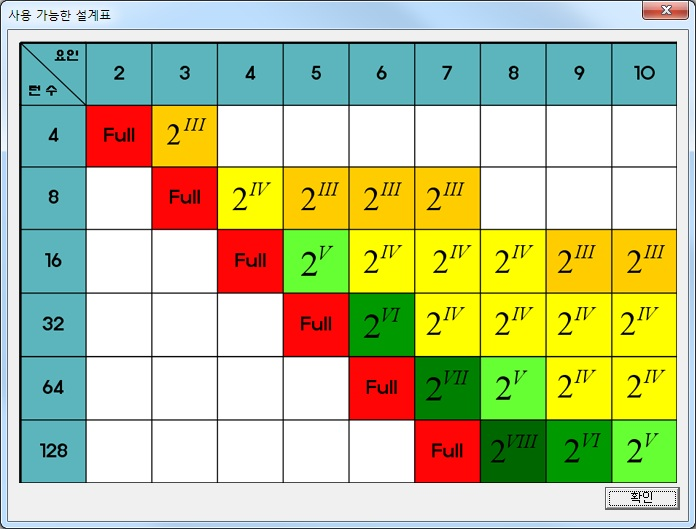 사용 가능한 설계표
요인
런 수
2 3 4 5 6 7 8 9 10
4 Full 2^III
8 Full 2^IV 2^III 2^III 2^III
16 Full 2^V 2^IV 2^IV 2^IV 2^III 2^III
32 Full 2^VI 2^IV 2^IV 2^IV 2^IV
64 Full 2^VII 2^V 2^IV 2^IV
128 Full 2^VIII 2^VI 2^V
확인